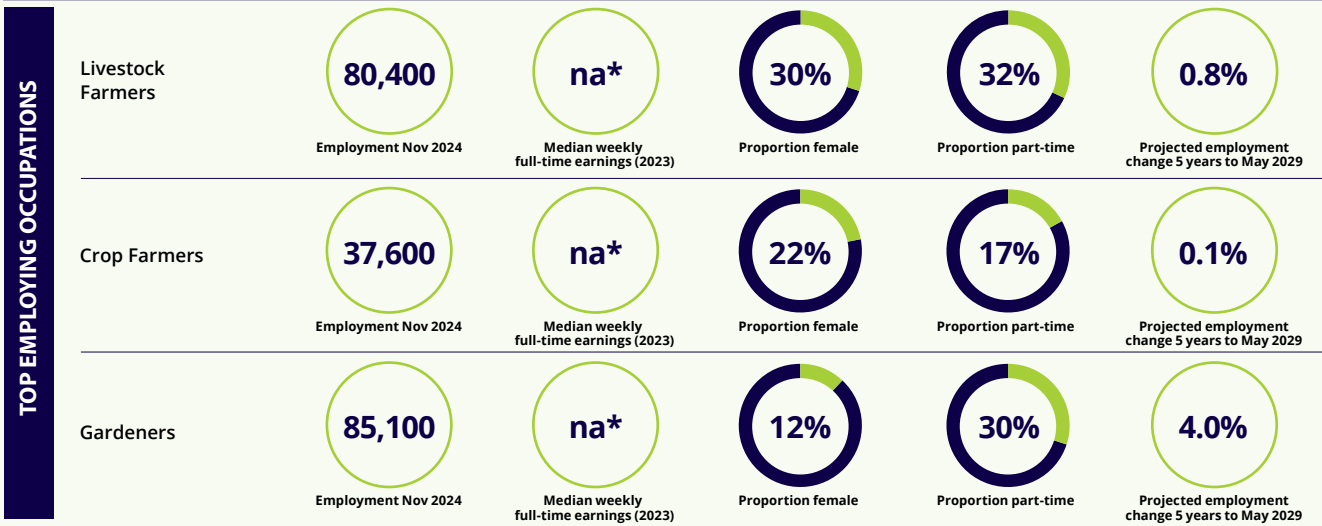 TOP EMPLOYING OCCUPATIONS
Livestock
Farmers
80,400
Employment Nov 2024
na*
Median weekly
full-time earnings (2023)
30%
Proportion female
32%
Proportion part-time
0.8%
Projected employment
change 5 years to May 2029
Crop Farmers
37,600
Employment Nov 2024
na*
Median weekly
full-time earnings (2023)
22%
Proportion female
17%
Proportion part-time
0.1%
Projected employment
change 5 years to May 2029
Gardeners
85,100
Employment Nov 2024
na*
Median weekly
full-time earnings (2023)
12%
Proportion female
30%
Proportion part-time
4.0%
Projected employment
change 5 years to May 2029